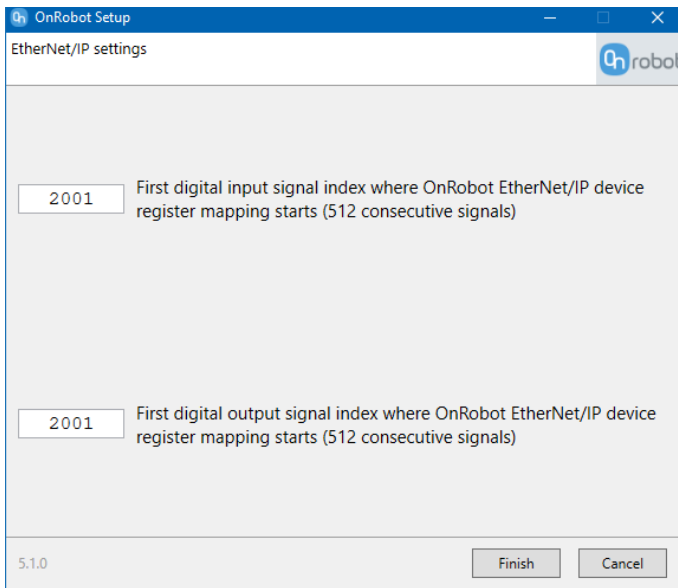 On OnRobot Setup
EtherNet/IP settings
On robot
2001
First digital input signal index where OnRobot EtherNet/IP device
register mapping starts (512 consecutive signals)
2001
First digital output signal index where OnRobot EtherNet/IP device
register mapping starts (512 consecutive signals)
5.1.0
Finish
Cancel